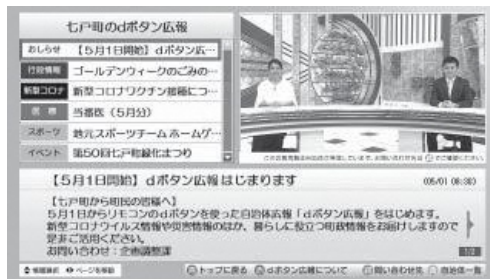 七戸町のdボタン広報
おしらせ 【5月1日開始】dボタン広…
行政情報 ゴールデンウィークのごみの…
新型コロナ 新型コロナワクチン接種につ…
医療 当番医(5月分)
スポーツ 地元スポーツチーム ホームゲ…
イベント 第50回七戸町緑化まつり
【5月1日開始】dボタン広報はじまります
05/01 (08:30)
【七戸町から町民の皆様へ】
5月1日からリモコンのdボタンを使った自治体広報「dボタン広報」をはじめます。
新型コロナウイルス情報や災害情報のほか、暮らしに役立つ町政情報をお届けしますので
是非ご活用ください。
お問い合わせ：企画調整課
1/2
トップに戻る dボタン広報について 問い合わせ先 自治体一覧